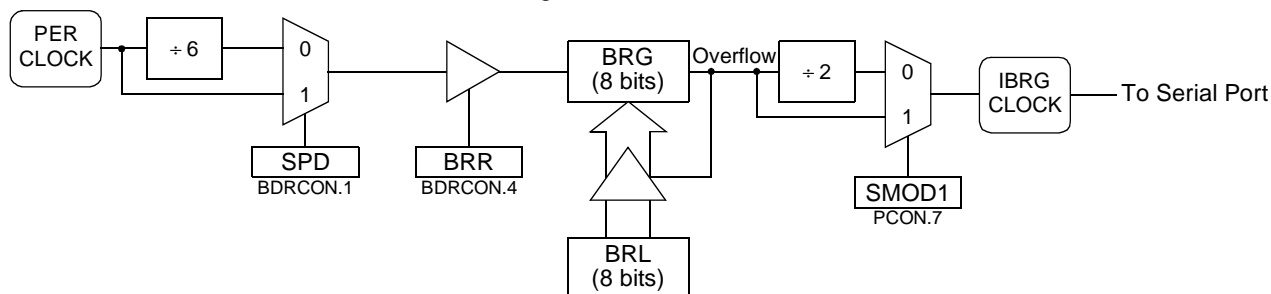 PER
CLOCK
÷ 6
0
1
SPD
BDRCON.1
BRR
BDRCON.4
BRG
(8 bits)
Overflow
BRL
(8 bits)
÷ 2
0
1
SMOD1
PCON.7
IBRG
CLOCK
To Serial Port